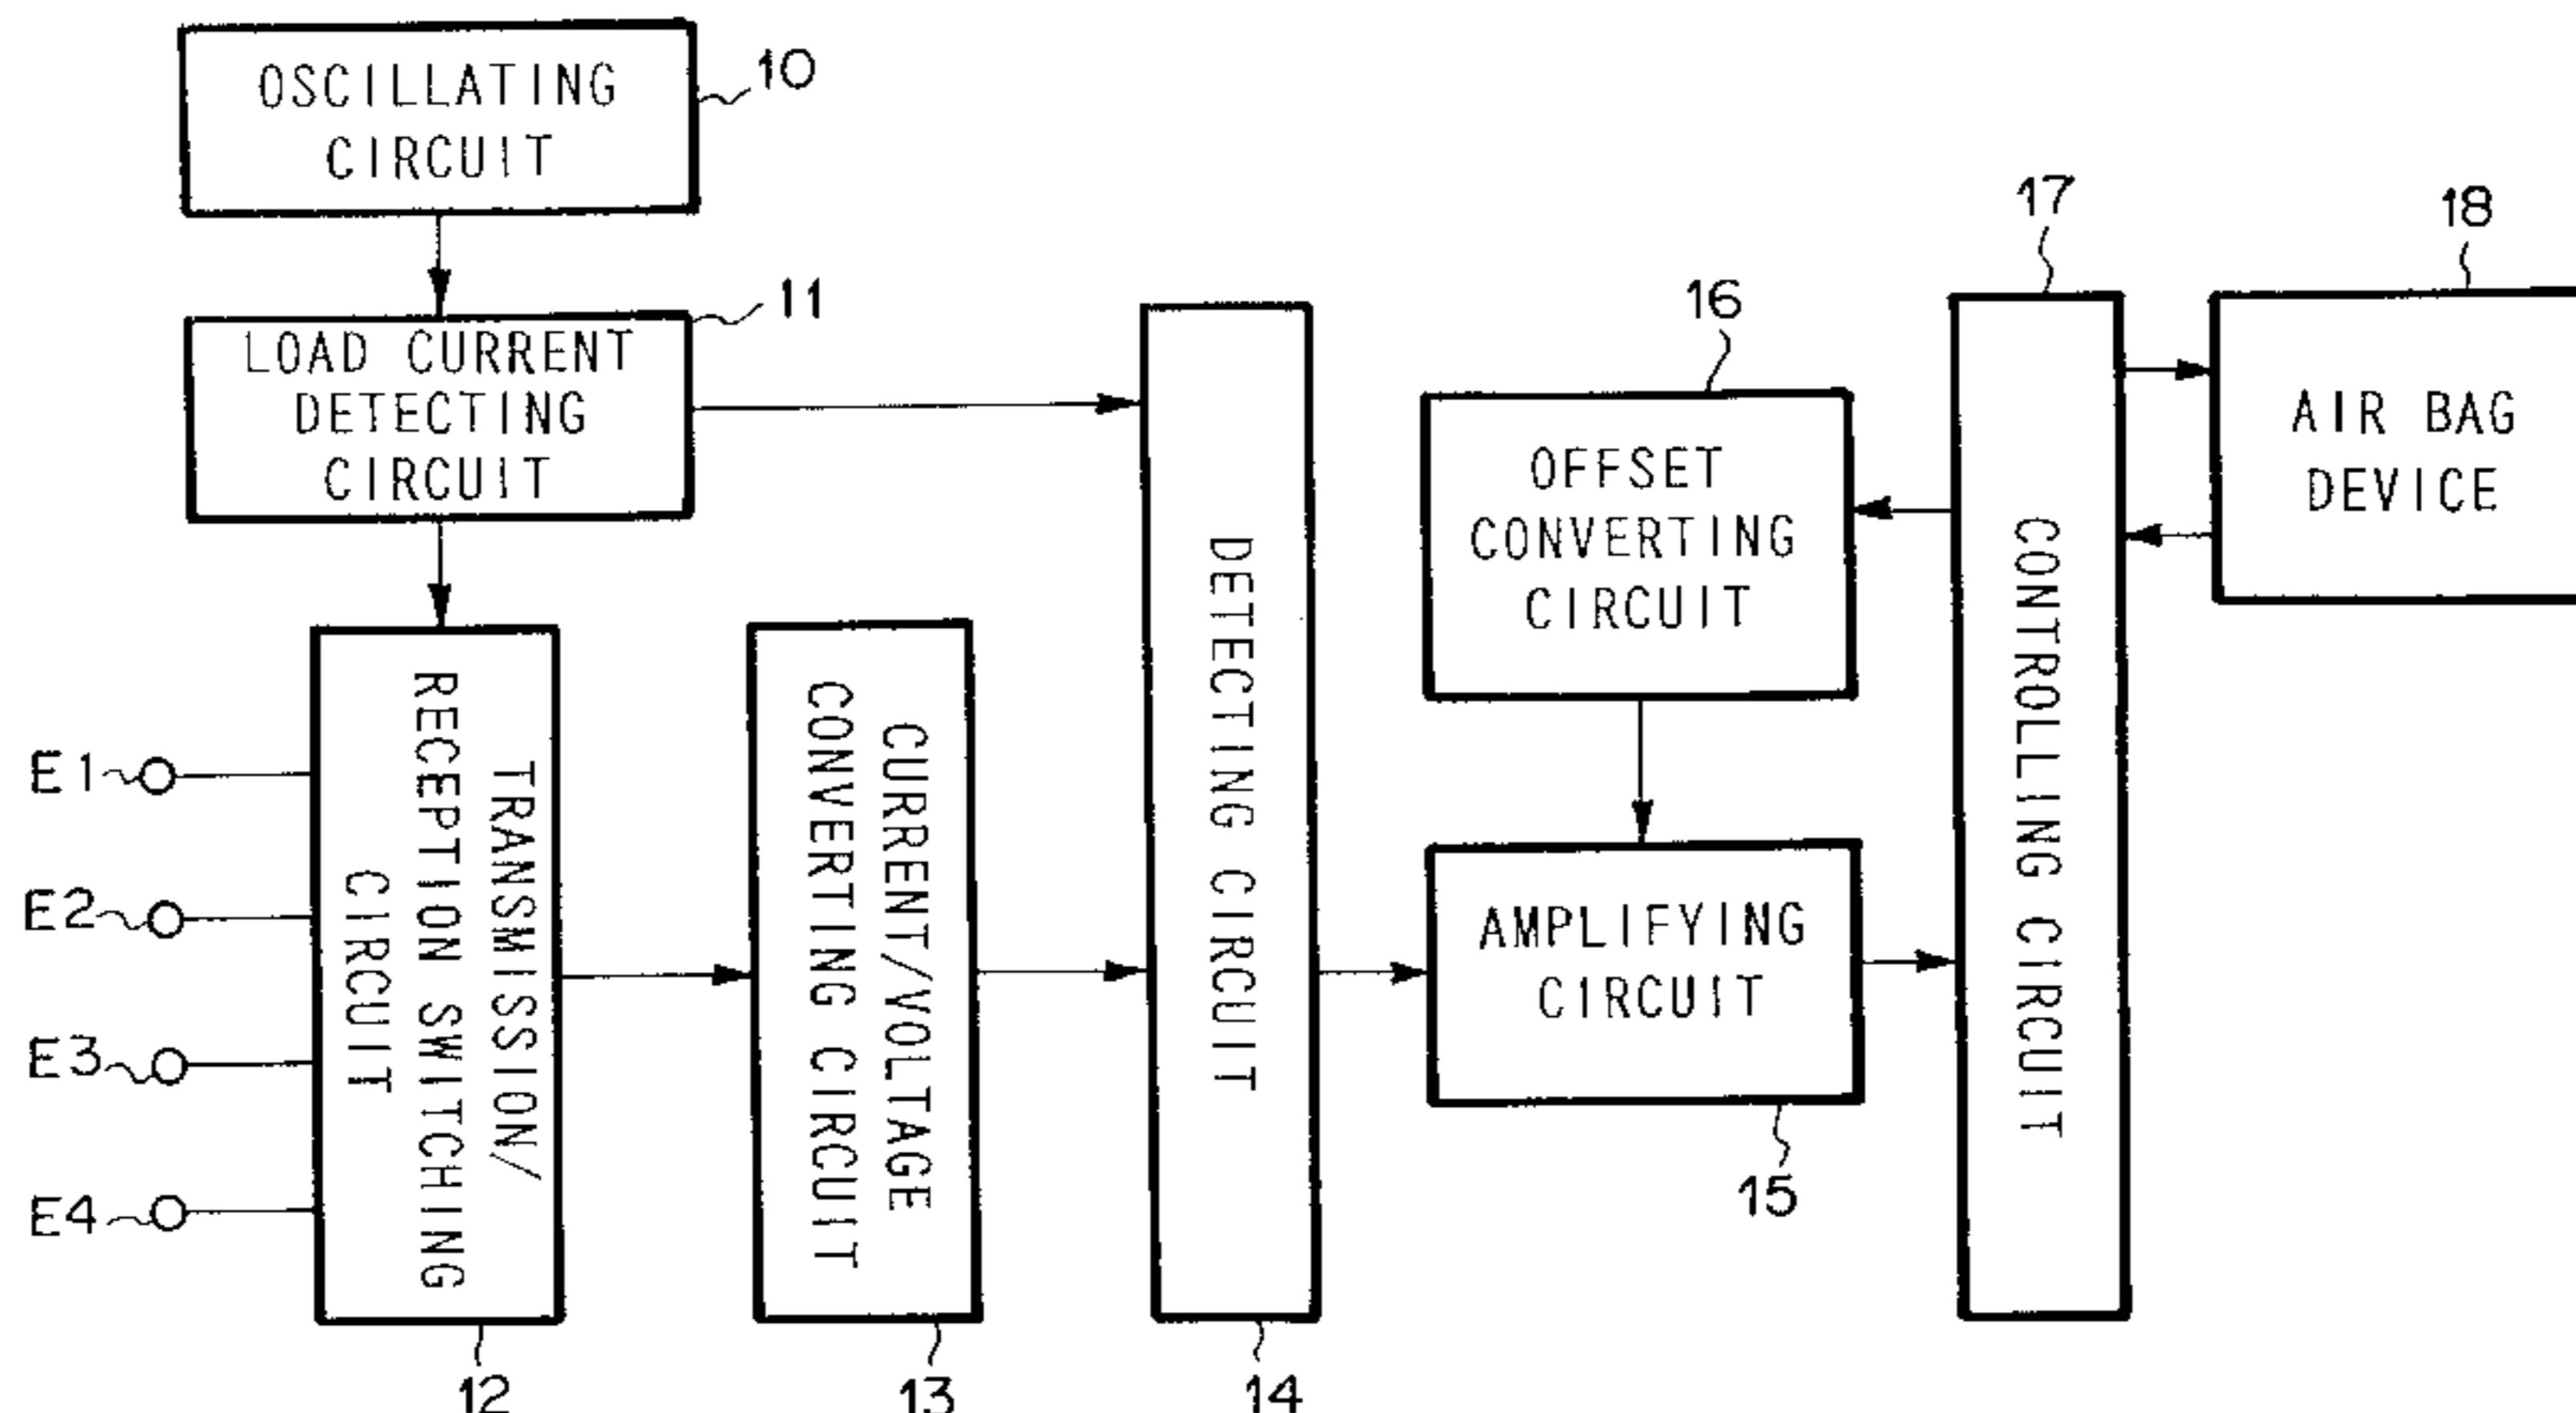 OSCILLATING
CIRCUIT
10
LOAD CURRENT
DETECTING
CIRCUIT
11
TRANSMISSION/
RECEPTION SWITCHING
CIRCUIT
12
E1
E2
E3
E4
CURRENT/VOLTAGE
CONVERTING CIRCUIT
13
DETECTING CIRCUIT
14
OFFSET
CONVERTING
CIRCUIT
16
AMPLIFYING
CIRCUIT
15
CONTROLLING CIRCUIT
17
AIR BAG
DEVICE
18